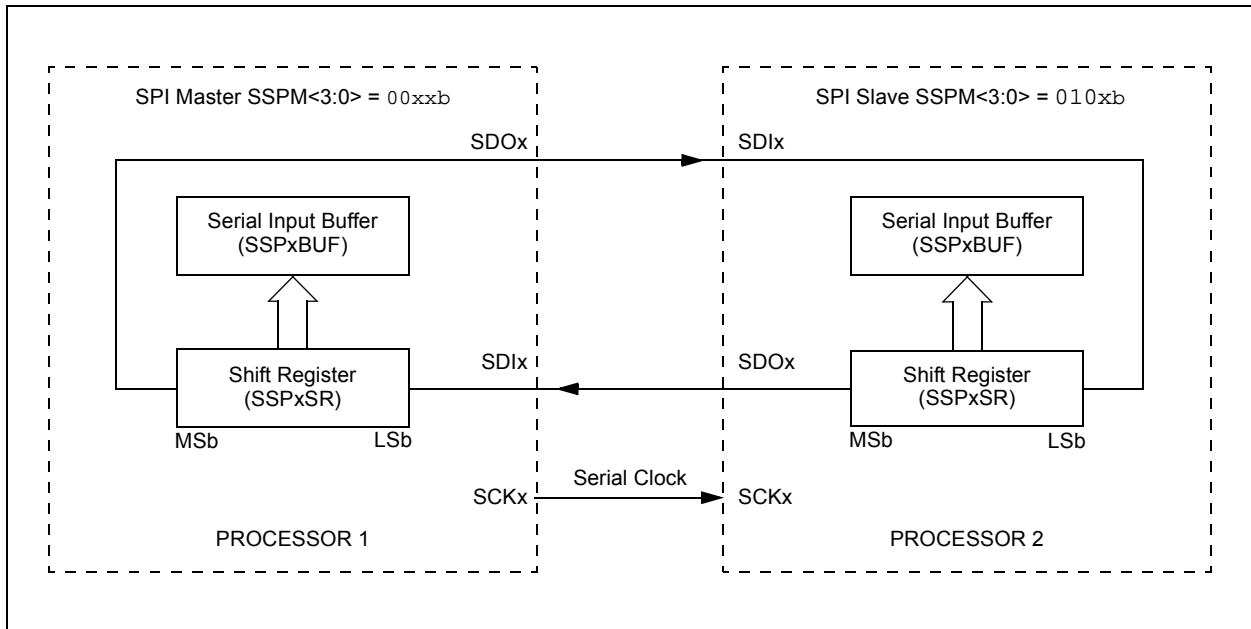 SPI Master SSPM<3:0> = 00xxb
SDOx
Serial Input Buffer
(SSPxBUF)
Shift Register
(SSPxSR)
MSb
LSb
SDIx
SCKx
PROCESSOR 1
Serial Clock
SPI Slave SSPM<3:0> = 010xb
SDIx
Serial Input Buffer
(SSPxBUF)
SDOx
Shift Register
(SSPxSR)
MSb
LSb
SCKx
PROCESSOR 2